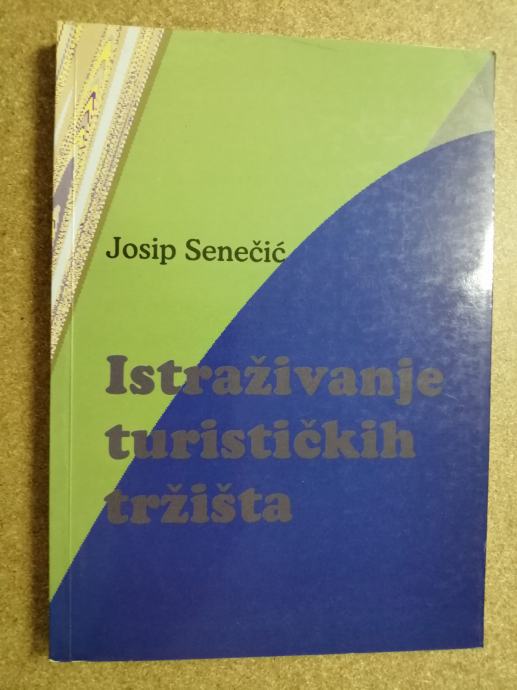 Josip Senečić
Istraživanje
turističkih
tržišta